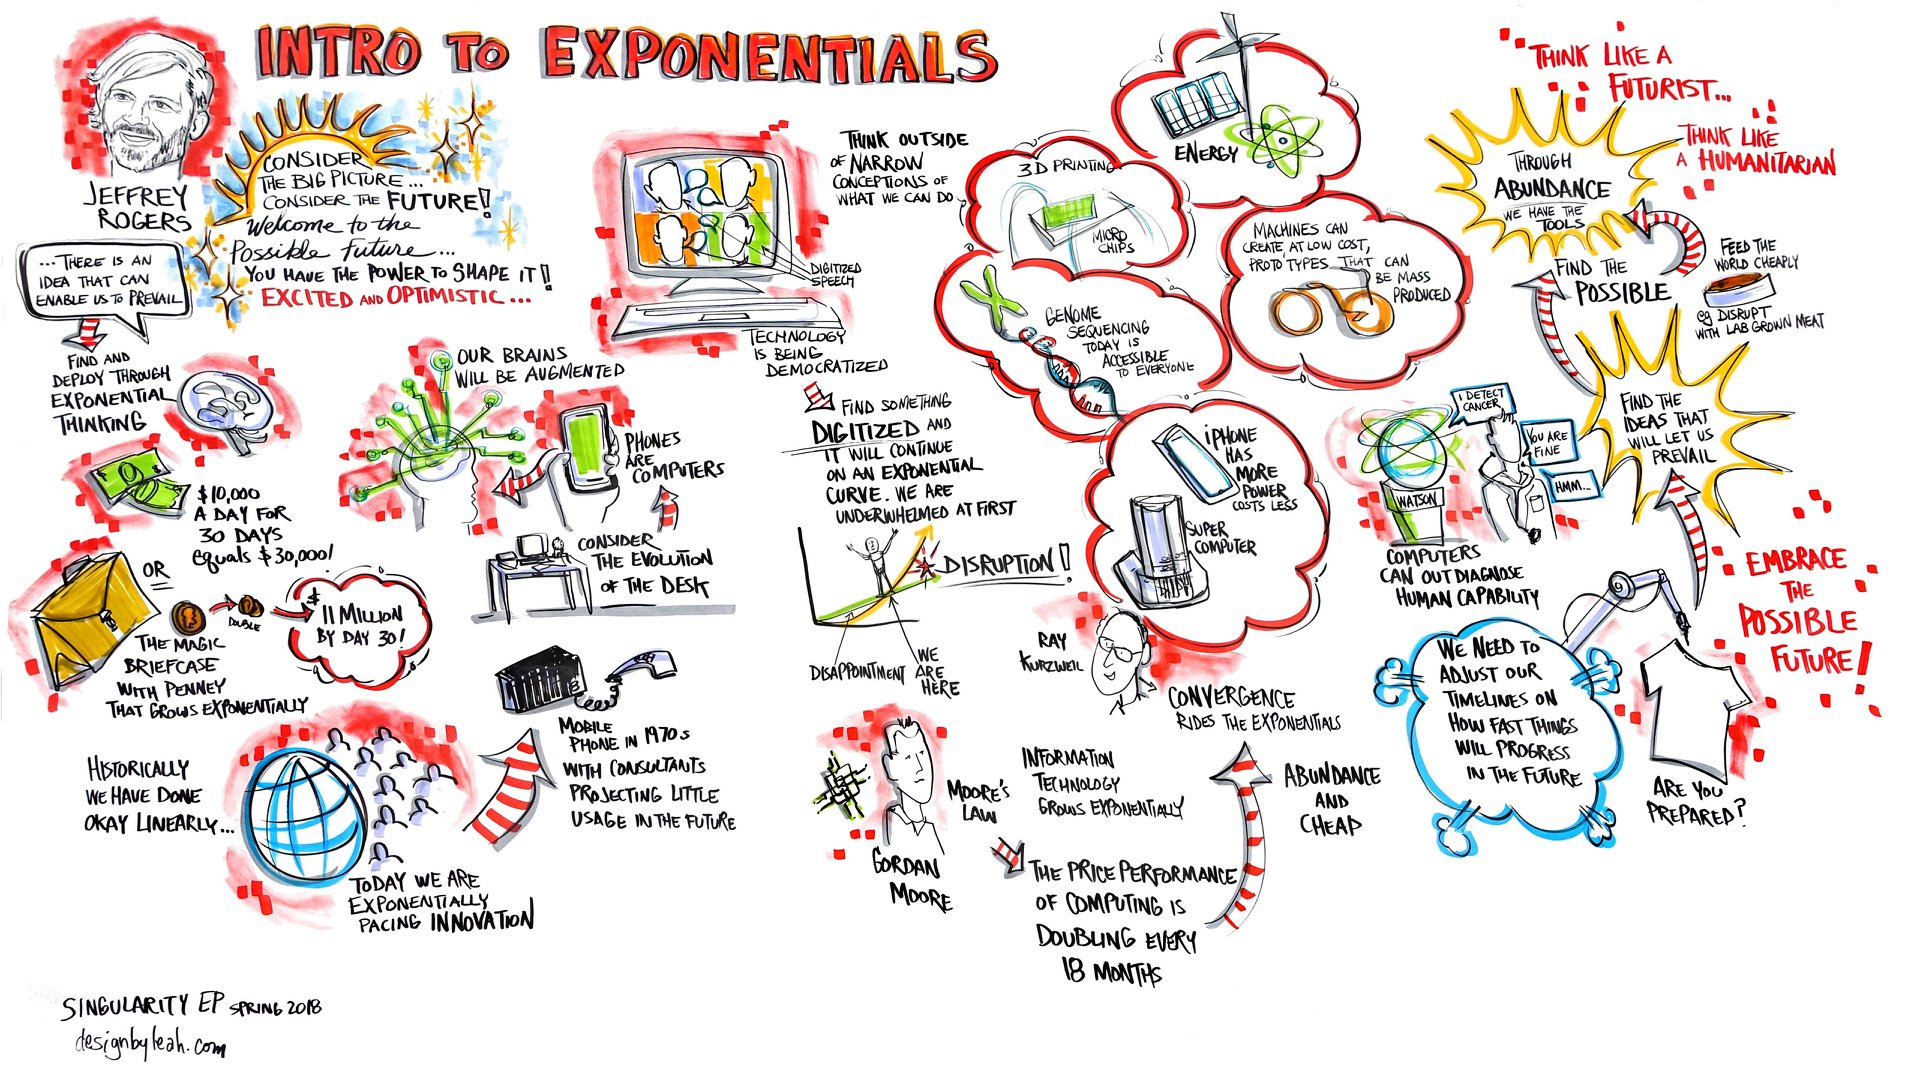 INTRO TO EXPONENTIALS
JEFFREY
ROGERS
CONSIDER
THE BIG PICTURE...
CONSIDER THE FUTURE!
Welcome to the
Possible Future...
YOU HAVE THE POWER TO SHAPE IT!
EXCITED AND OPTIMISTIC...
...THERE IS AN
IDEA THAT CAN
ENABLE US TO PREVAIL
FIND AND
DEPLOY THROUGH
EXPONENTIAL
THINKING
$10,000
A DAY FOR
30 DAYS
equals $30,000!
OR
THE MAGIC
BRIEFCASE
WITH PENNEY
THAT GROWS EXPONENTIALLY
DOUBLE
$
11 MILLION
BY DAY 30!
HISTORICALLY
WE HAVE DONE
OKAY LINEARLY...
TODAY WE ARE
EXPONENTIALLY
PACING INNOVATION
MOBILE
PHONE IN 1970s
WITH CONSULTANTS
PROJECTING LITTLE
USAGE IN THE FUTURE
CONSIDER
THE EVOLUTION
OF THE DESK
PHONES
ARE
COMPUTERS
OUR BRAINS
WILL BE AUGMENTED
DIGITIZED
SPEECH
TECHNOLOGY
IS BEING
DEMOCRATIZED
THINK OUTSIDE
OF NARROW
CONCEPTIONS OF
WHAT WE CAN DO
FIND SOMETHING
DIGITIZED AND
IT WILL CONTINUE
ON AN EXPONENTIAL
CURVE. WE ARE
UNDERWHELMED AT FIRST
DISRUPTION!
DISAPPOINTMENT
WE
ARE
HERE
GORDAN
MOORE
MOORE'S
LAW
INFORMATION
TECHNOLOGY
GROWS EXPONENTIALLY
THE PRICE PERFORMANCE
OF COMPUTING IS
DOUBLING EVERY
18 MONTHS
ABUNDANCE
AND
CHEAP
RAY
KURZWEIL
CONVERGENCE
RIDES THE EXPONENTIALS
iPHONE
HAS
MORE
POWER
COSTS LESS
SUPER
COMPUTER
GENOME
SEQUENCING
TODAY IS
ACCESSIBLE
TO EVERYONE
3D PRINTING
MICRO
CHIPS
ENERGY
MACHINES CAN
CREATE AT LOW COST,
PROTOTYPES THAT CAN
BE MASS
PRODUCED
WATSON
I DETECT
CANCER
YOU ARE
FINE
HMM...
COMPUTERS
CAN OUTDIAGNOSE
HUMAN CAPABILITY
WE NEED TO
ADJUST OUR
TIMELINES ON
HOW FAST THINGS
WILL PROGRESS
IN THE FUTURE
ARE YOU
PREPARED?
EMBRACE
THE
POSSIBLE
FUTURE!
FIND THE
IDEAS THAT
WILL LET US
PREVAIL
FIND THE
POSSIBLE
FEED THE
WORLD CHEAPLY
eg DISRUPT
WITH LAB GROWN MEAT
THROUGH
ABUNDANCE
WE HAVE THE
TOOLS
THINK LIKE A
FUTURIST...
THINK LIKE
A HUMANITARIAN
SINGULARITY EP SPRING 2018
designbyleah.com